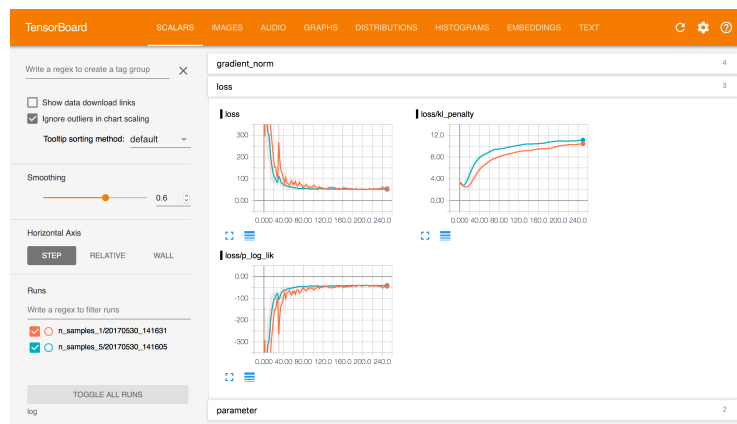 TensorBoard SCALARS IMAGES AUDIO GRAPHS DISTRIBUTIONS HISTOGRAMS EMBEDDINGS TEXT
Write a regex to create a tag group
Show data download links
Ignore outliers in chart scaling
Tooltip sorting method: default
Smoothing
0.6
Horizontal Axis
STEP RELATIVE WALL
Runs
Write a regex to filter runs
n_samples_1/20170530_141631
n_samples_5/20170530_141605
TOGGLE ALL RUNS
log
gradient_norm 4
loss 3
loss
300
200
100
0.00
0.000 40.00 80.00 120.0 160.0 200.0 240.0
loss/kl_penalty
12.0
8.00
4.00
0.00
0.000 40.00 80.00 120.0 160.0 200.0 240.0
loss/p_log_lik
0.00
-100
-200
-300
0.000 40.00 80.00 120.0 160.0 200.0 240.0
parameter 2